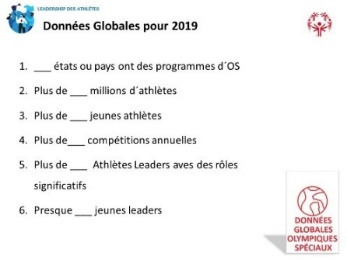 LEADERSHIP DES ATHLÈTES
Données Globales pour 2019
1. ___ états ou pays ont des programmes d´OS
2. Plus de ___ millions d´athlètes
3. Plus de ___ jeunes athlètes
4. Plus de___ compétitions annuelles
5. Plus de ___ Athlètes Leaders aves des rôles
significatifs
6. Presque ___ jeunes leaders
DONNÉES
GLOBALES
OLYMPIQUES
SPÉCIAUX